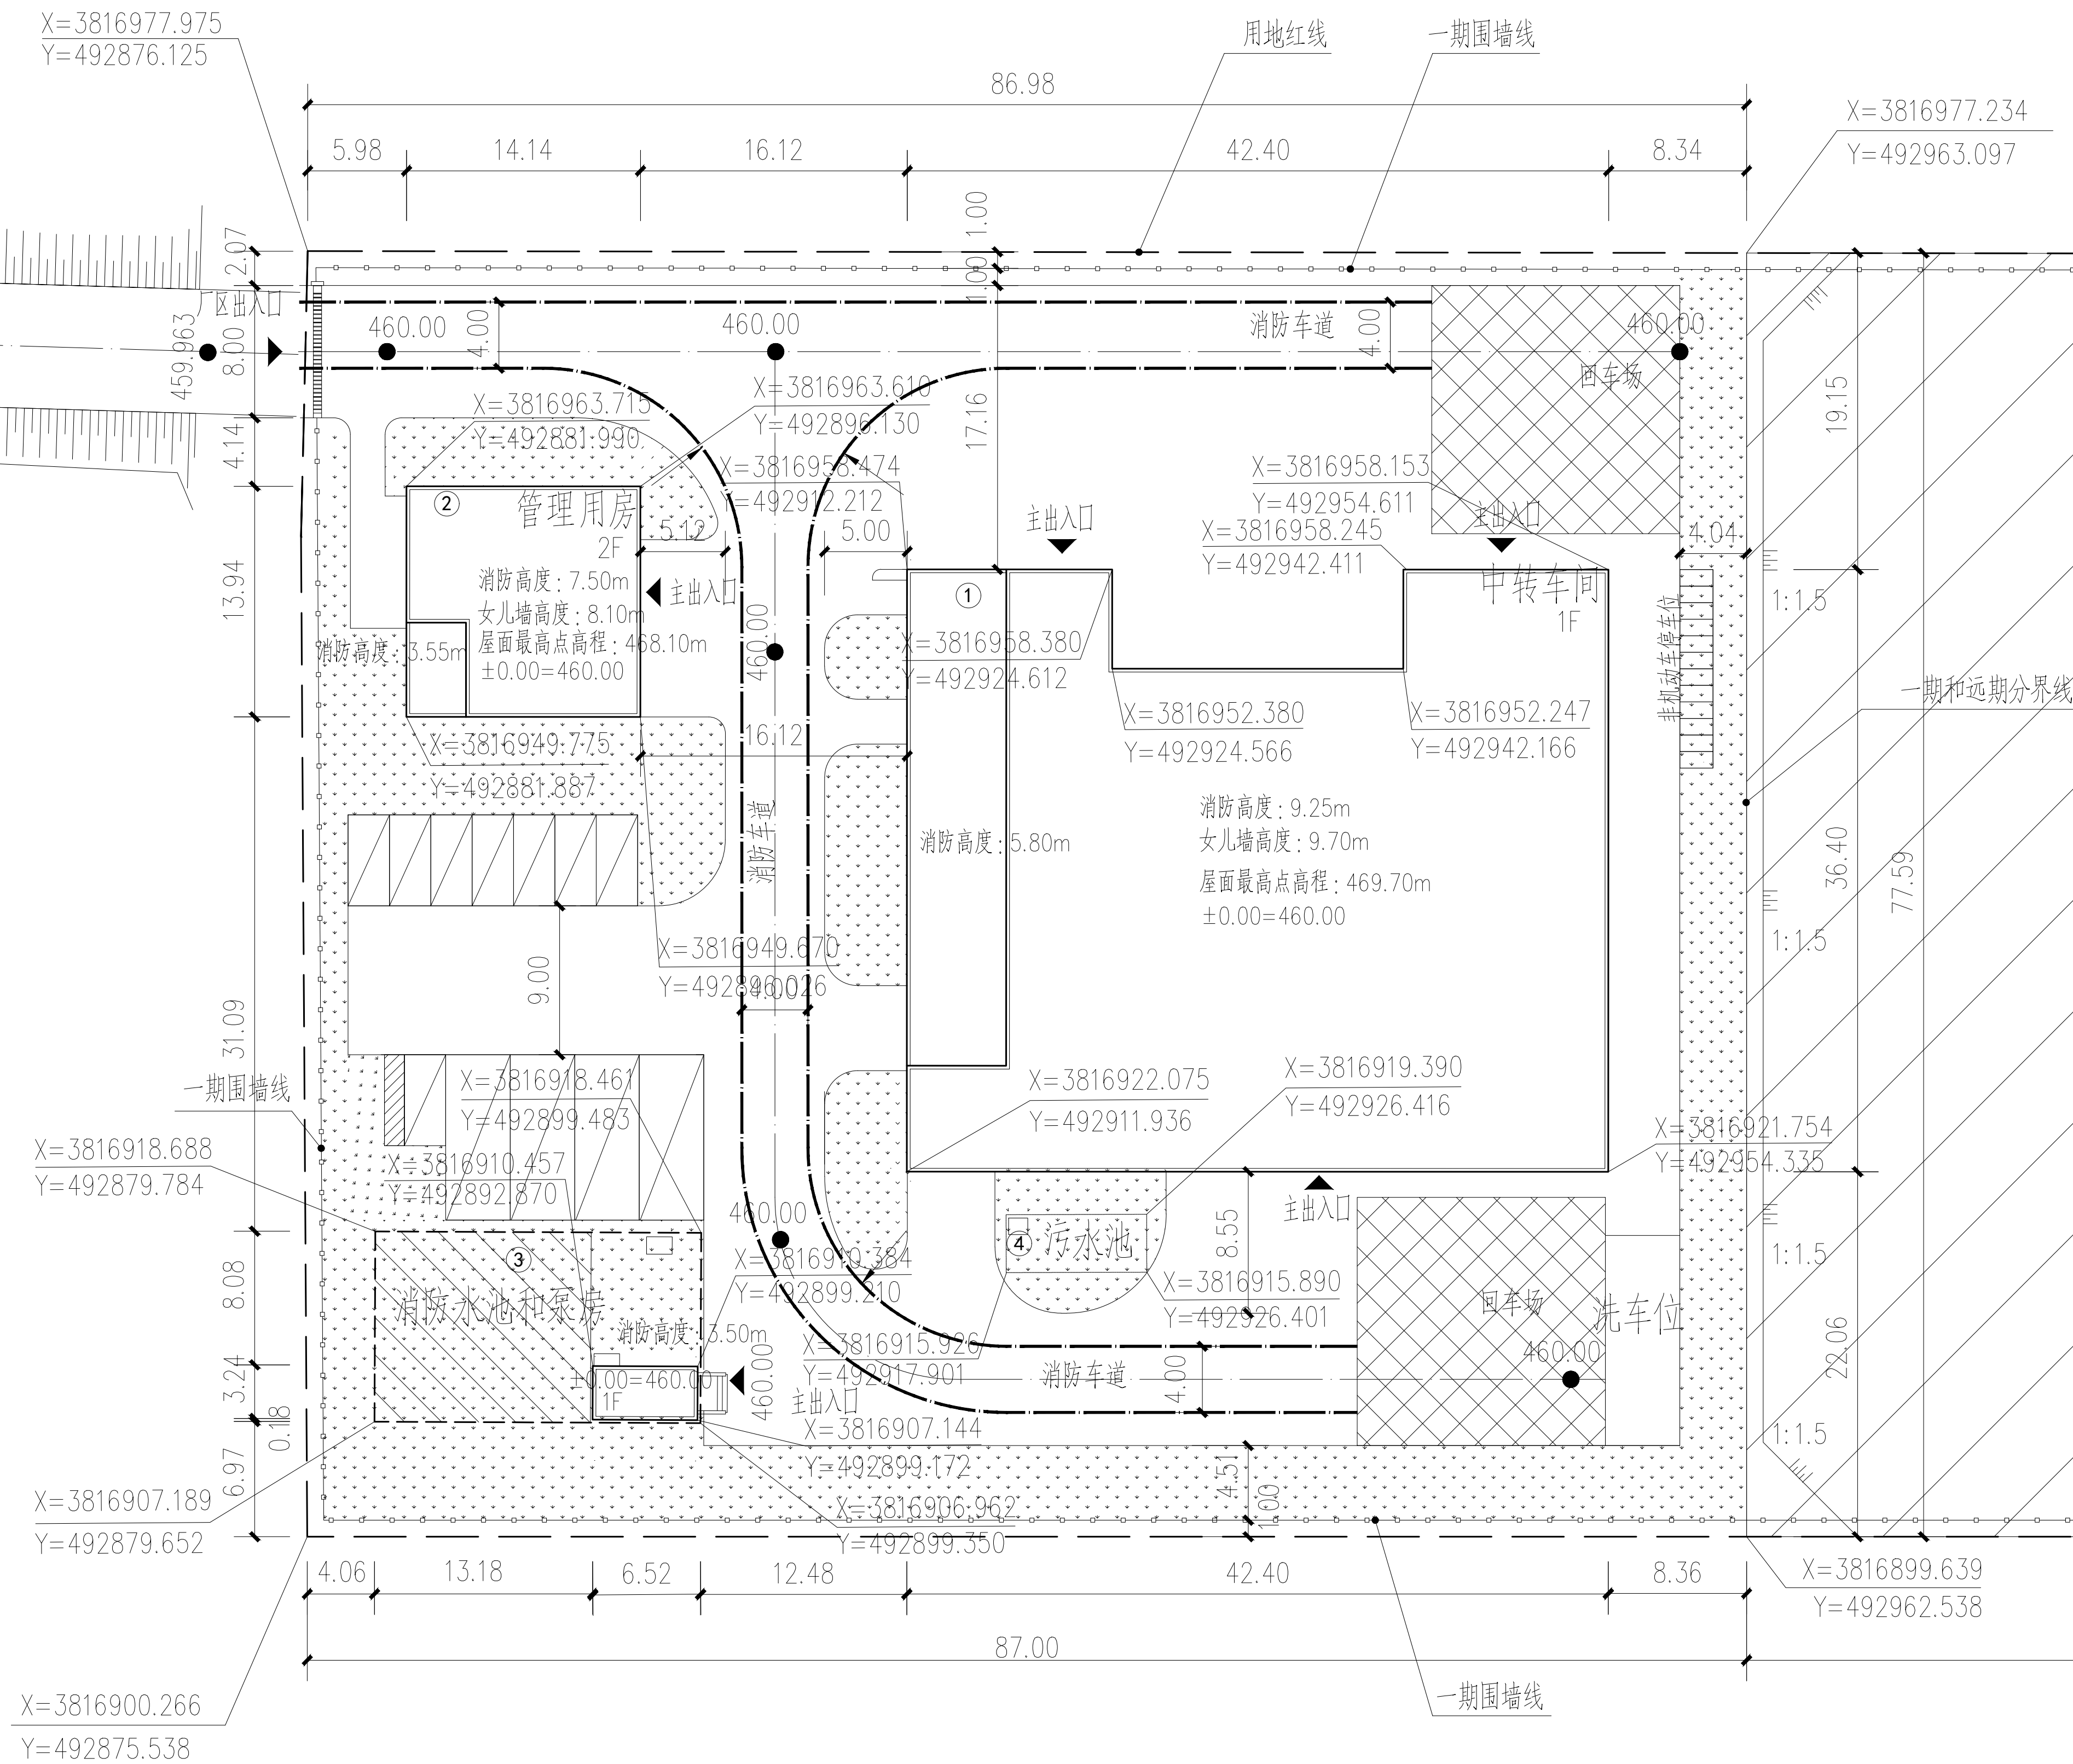 X=3816977.975
Y=492876.125
用地红线
一期围墙线
86.98
X=3816977.234
Y=492963.097
5.98
14.14
16.12
42.40
8.34
1.00
2.07
1.00
厂区出入口
459.963
8.00
460.00
4.00
460.00
消防车道
4.00
460.00
回车场
19.15
X=3816963.715
Y=492881.990
X=3816963.610
Y=492896.130
17.16
4.14
X=3816958.474
Y=492912.212
X=3816958.153
Y=492954.611
②
管理用房
2F
5.12
5.00
主出入口
X=3816958.245
Y=492942.411
主出入口
4.04
13.94
消防高度：7.50m
女儿墙高度：8.10m
屋面最高点高程：468.10m
±0.00=460.00
消防高度：3.55m
主出入口
460.00
①
中转车间
1F
1:1.5
非机动车停车位
X=3816958.380
Y=492924.612
一期和远期分界线
X=3816952.380
Y=492924.566
X=3816952.247
Y=492942.166
X=3816949.775
Y=492881.887
16.12
消防车道
消防高度：5.80m
消防高度：9.25m
女儿墙高度：9.70m
屋面最高点高程：469.70m
±0.00=460.00
36.40
77.59
1:1.5
X=3816949.670
Y=492896.026
4.00
9.00
31.09
一期围墙线
X=3816918.461
Y=492899.483
X=3816922.075
Y=492911.936
X=3816919.390
Y=492926.416
X=3816918.688
Y=492879.784
X=3816910.457
Y=492892.870
X=3816921.754
Y=492954.335
460.00
④
污水池
8.55
主出入口
1:1.5
8.08
③
消防水池和泵房
X=3816910.384
Y=492899.210
X=3816915.890
Y=492926.401
回车场
洗车位
460.00
22.06
消防高度：3.50m
±0.00=460.00
1F
460.00
主出入口
X=3816915.926
Y=492917.901
消防车道
4.00
3.24
0.18
6.97
X=3816907.144
Y=492899.172
1:1.5
4.51
1.00
X=3816907.189
Y=492879.652
X=3816906.962
Y=492899.350
4.06
13.18
6.52
12.48
42.40
8.36
X=3816899.639
Y=492962.538
87.00
X=3816900.266
Y=492875.538
一期围墙线